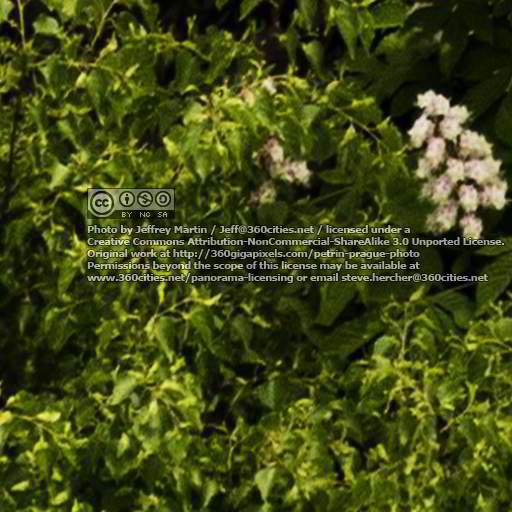 cc
BY NC SA
Photo by Jeffrey Martin / Jeff@360cities.net / licensed under a
Creative Commons Attribution-NonCommercial-ShareAlike 3.0 Unported License.
Original work at http://360gigapixels.com/petrin-prague-photo
Permissions beyond the scope of this license may be available at
www.360cities.net/panorama-licensing or email steve.hercher@360cities.net